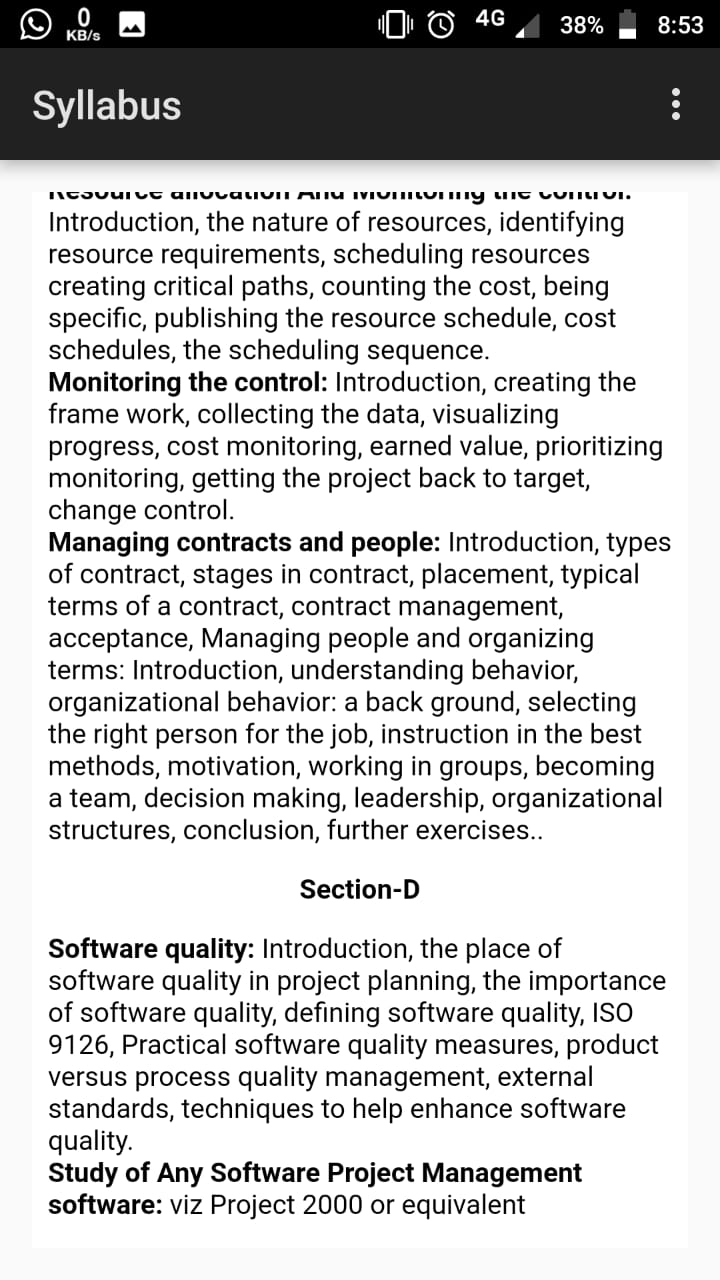 0
KB/s
4G
38%
8:53
Syllabus
Resource allocation And Monitoring the control:
Introduction, the nature of resources, identifying
resource requirements, scheduling resources
creating critical paths, counting the cost, being
specific, publishing the resource schedule, cost
schedules, the scheduling sequence.
Monitoring the control: Introduction, creating the
frame work, collecting the data, visualizing
progress, cost monitoring, earned value, prioritizing
monitoring, getting the project back to target,
change control.
Managing contracts and people: Introduction, types
of contract, stages in contract, placement, typical
terms of a contract, contract management,
acceptance, Managing people and organizing
terms: Introduction, understanding behavior,
organizational behavior: a back ground, selecting
the right person for the job, instruction in the best
methods, motivation, working in groups, becoming
a team, decision making, leadership, organizational
structures, conclusion, further exercises..
Section-D
Software quality: Introduction, the place of
software quality in project planning, the importance
of software quality, defining software quality, ISO
9126, Practical software quality measures, product
versus process quality management, external
standards, techniques to help enhance software
quality.
Study of Any Software Project Management
software: viz Project 2000 or equivalent